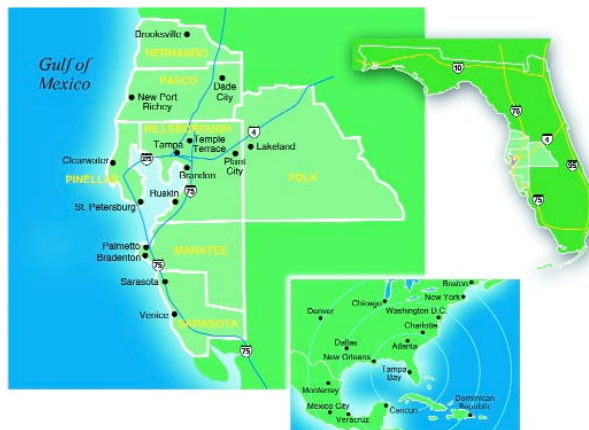 Brooksville
HERNANDO
Gulf of
Mexico
PASCO
Dade
City
New Port
Richey
HILLSBOROUGH
4
Tampa
Temple
Terrace
Lakeland
Clearwater
275
Plant
City
PINELLAS
Brandon
POLK
Ruskin
75
St. Petersburg
Palmetto
MANATEE
Bradenton
75
Sarasota
Venice
SARASOTA
75
10
75
4
95
75
Boston
Chicago
New York
Denver
Washington D.C.
Charlotte
Dallas
Atlanta
New Orleans
Tampa
Bay
Monterrey
Mexico City
Veracruz
Cancun
Dominican
Republic